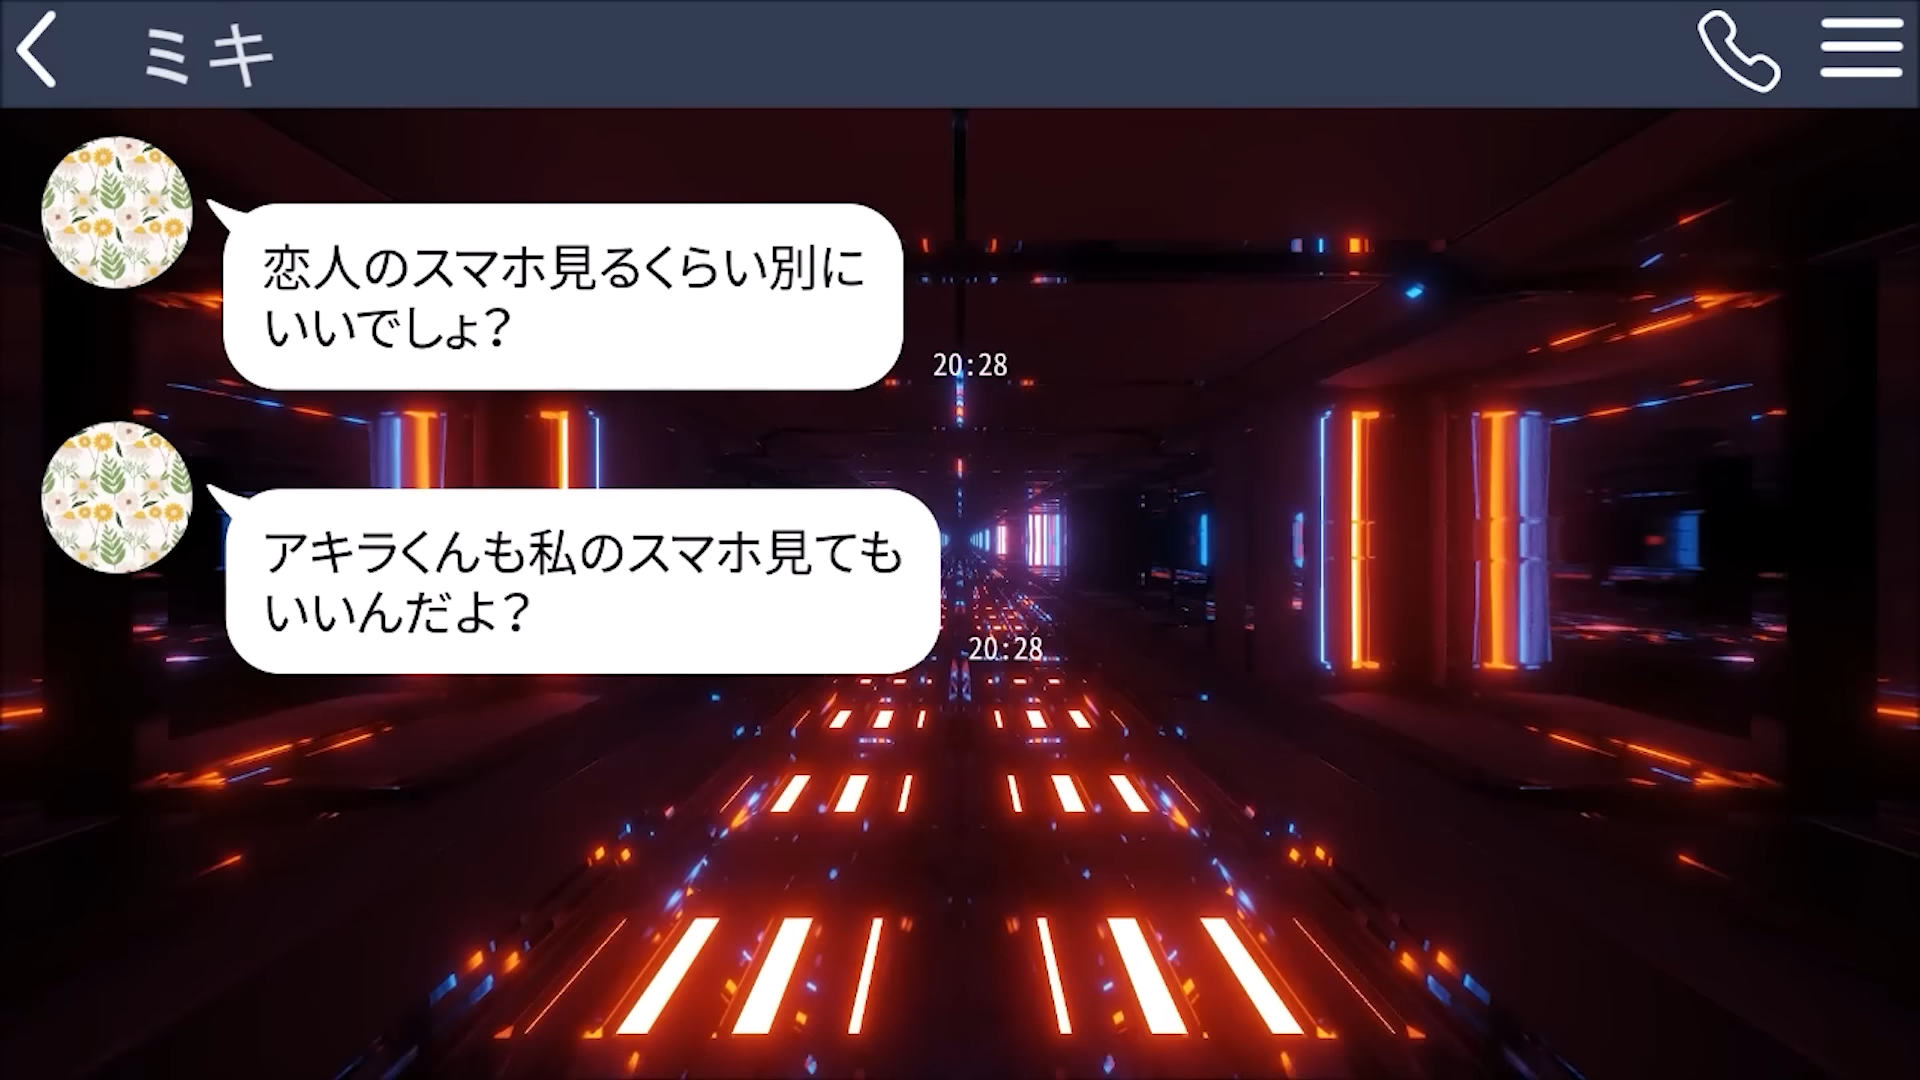 ミキ
恋人のスマホ見るくらい別に
いいでしょ?
20:28
アキラくんも私のスマホ見ても
いいんだよ?
20:28